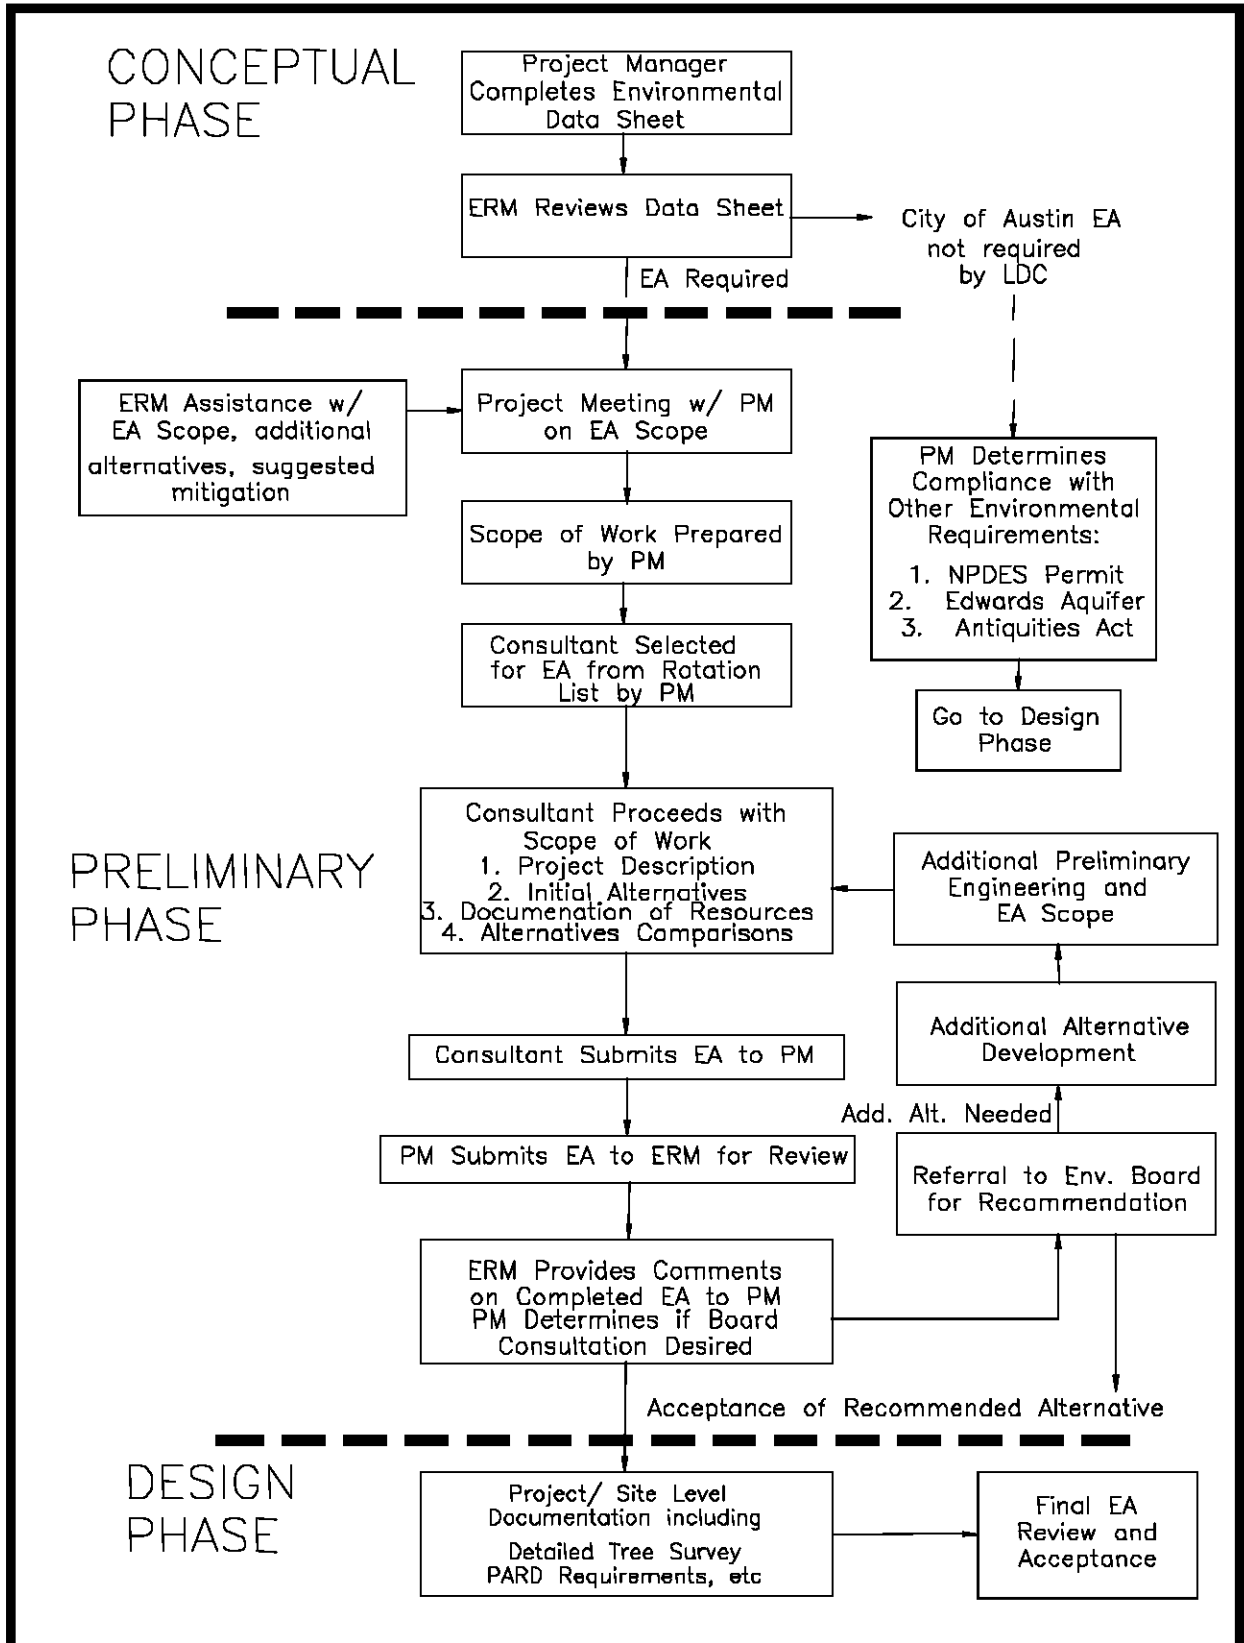 CONCEPTUAL
PHASE
Project Manager
Completes Environmental
Data Sheet
ERM Reviews Data Sheet
City of Austin EA
not required
by LDC
EA Required
ERM Assistance w/
EA Scope, additional
alternatives, suggested
mitigation
Project Meeting w/ PM
on EA Scope
PM Determines
Compliance with
Other Environmental
Requirements:
1. NPDES Permit
2. Edwards Aquifer
3. Antiquities Act
Scope of Work Prepared
by PM
Consultant Selected
for EA from Rotation
List by PM
Go to Design
Phase
PRELIMINARY
PHASE
Consultant Proceeds with
Scope of Work
1. Project Description
2. Initial Alternatives
3. Documenation of Resources
4. Alternatives Comparisons
Additional Preliminary
Engineering and
EA Scope
Additional Alternative
Development
Consultant Submits EA to PM
Add. Alt. Needed
PM Submits EA to ERM for Review
Referral to Env. Board
for Recommendation
ERM Provides Comments
on Completed EA to PM
PM Determines if Board
Consultation Desired
Acceptance of Recommended Alternative
DESIGN
PHASE
Project/ Site Level
Documentation including
Detailed Tree Survey
PARD Requirements, etc
Final EA
Review and
Acceptance